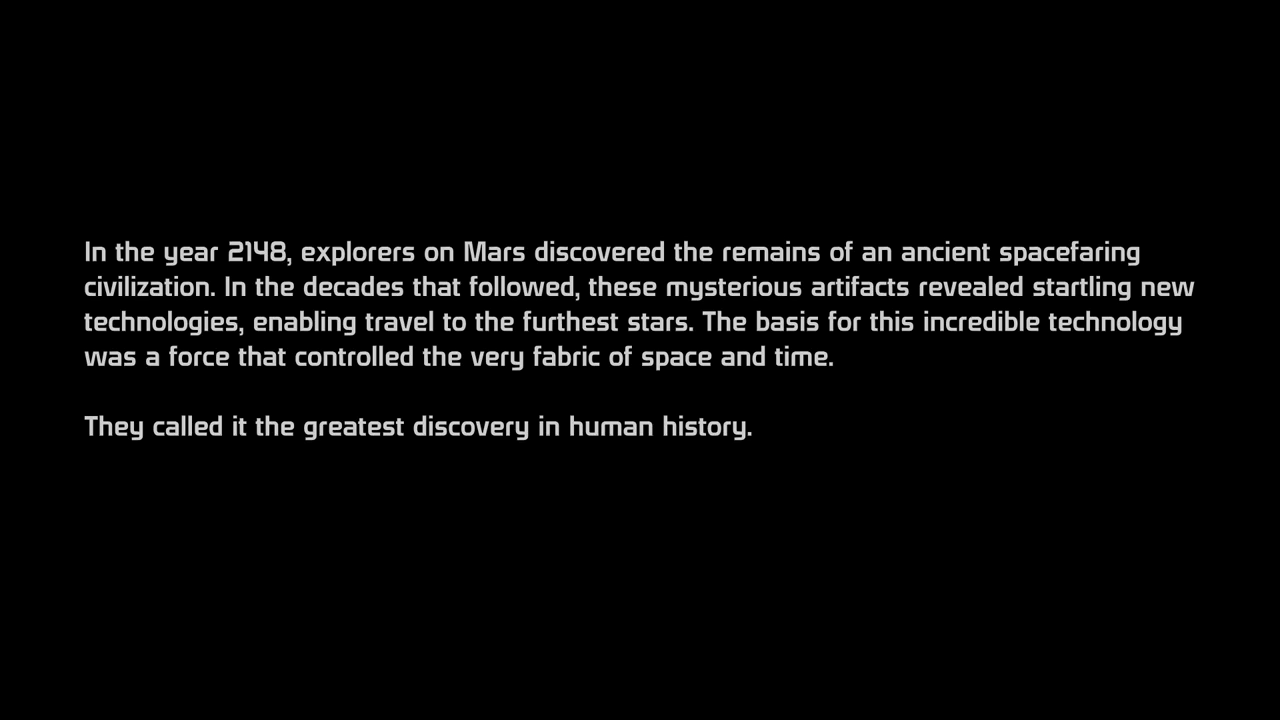 In the year 2148, explorers on Mars discovered the remains of an ancient spacefaring
civilization. In the decades that followed, these mysterious artifacts revealed startling new
technologies, enabling travel to the furthest stars. The basis for this incredible technology
was a force that controlled the very fabric of space and time.
They called it the greatest discovery in human history.